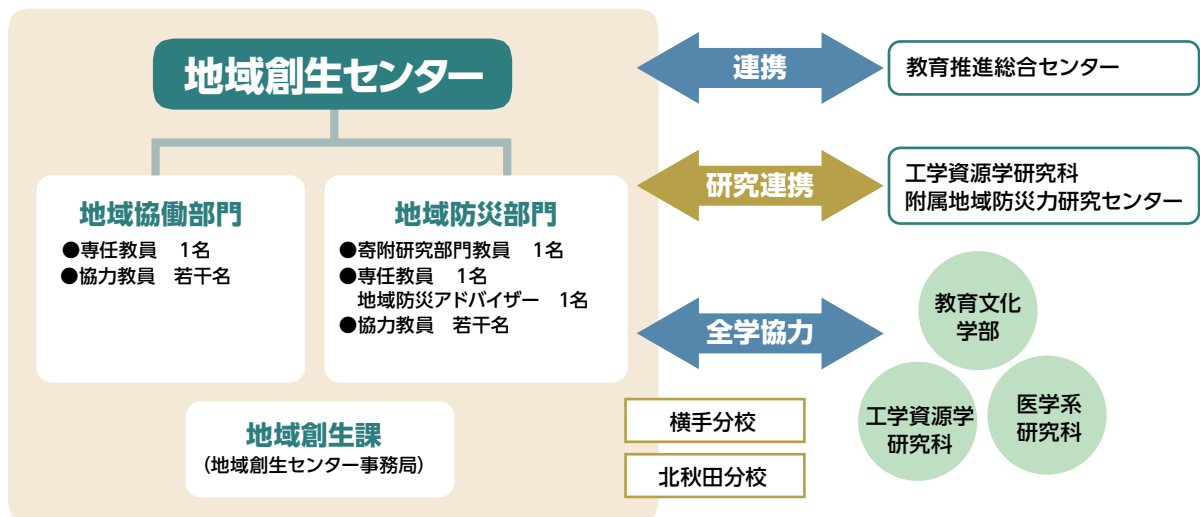 地域創生センター
地域協働部門
●専任教員　1名
●協力教員　若干名
地域防災部門
●寄附研究部門教員　1名
●専任教員　1名
地域防災アドバイザー　1名
●協力教員　若干名
地域創生課
（地域創生センター事務局）
連携
教育推進総合センター
研究連携
工学資源学研究科
附属地域防災力研究センター
全学協力
教育文化
学部
工学資源学
研究科
医学系
研究科
横手分校
北秋田分校